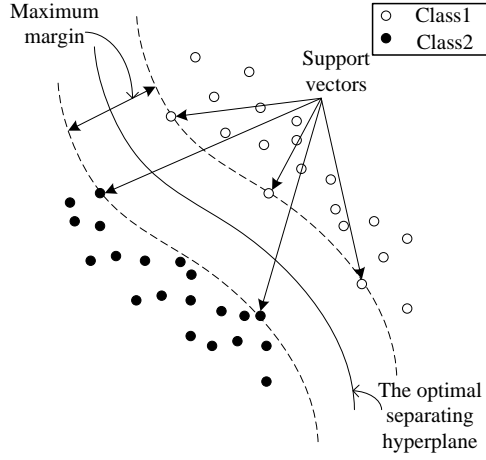 Maximum
margin
Class1
Class2
Support
vectors
The optimal
separating
hyperplane